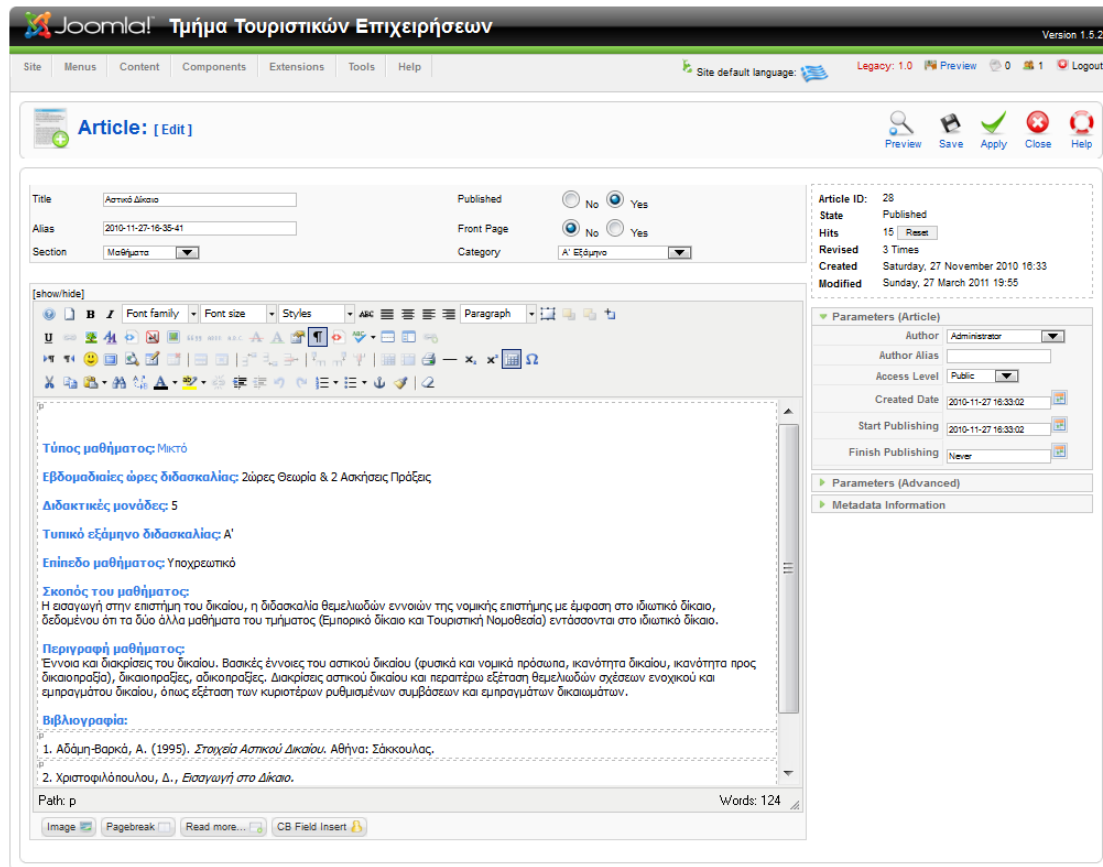 Joomla! Τμήμα Τουριστικών Επιχειρήσεων
Version 1.5.2
Site Menus Content Components Extensions Tools Help Site default language: Legacy: 1.0 Preview 0 1 Logout
Article: [ Edit ]
Preview Save Apply Close Help
Title Αστικό Δίκαιο Published No Yes
Alias 2010-11-27-16-35-41 Front Page No Yes
Section Μαθήματα Category Α' Εξάμηνο
Article ID: 28
State Published
Hits 15 Reset
Revised 3 Times
Created Saturday, 27 November 2010 16:33
Modified Sunday, 27 March 2011 19:55
[show/hide]
B I Font family Font size Styles ABC Paragraph
U
Τύπος μαθήματος: Μικτό
Εβδομαδιαίες ώρες διδασκαλίας: 2ώρες Θεωρία & 2 Ασκήσεις Πράξεις
Διδακτικές μονάδες: 5
Τυπικό εξάμηνο διδασκαλίας: Α'
Επίπεδο μαθήματος: Υποχρεωτικό
Σκοπός του μαθήματος:
Η εισαγωγή στην επιστήμη του δικαίου, η διδασκαλία θεμελιωδών εννοιών της νομικής επιστήμης με έμφαση στο ιδιωτικό δίκαιο,
δεδομένου ότι τα δύο άλλα μαθήματα του τμήματος (Εμπορικό δίκαιο και Τουριστική Νομοθεσία) εντάσσονται στο ιδιωτικό δίκαιο.
Περιγραφή μαθήματος:
Έννοια και διακρίσεις του δικαίου. Βασικές έννοιες του αστικού δικαίου (φυσικά και νομικά πρόσωπα, ικανότητα δικαίου, ικανότητα προς
δικαιοπραξία), δικαιοπραξίες, αδικοπραξίες. Διακρίσεις αστικού δικαίου και περαιτέρω εξέταση θεμελιωδών σχέσεων ενοχικού και
εμπραγμάτου δικαίου, όπως εξέταση των κυριοτέρων ρυθμισμένων συμβάσεων και εμπραγμάτων δικαιωμάτων.
Βιβλιογραφία:
1. Αδάμη-Βαρκά, Α. (1995). Στοιχεία Αστικού Δικαίου. Αθήνα: Σάκκουλας.
2. Χριστοφιλόπουλου, Δ., Εισαγωγή στο Δίκαιο.
Path: p Words: 124
Image Pagebreak Read more... CB Field Insert
Parameters (Article)
Author Administrator
Author Alias
Access Level Public
Created Date 2010-11-27 16:33:02
Start Publishing 2010-11-27 16:33:02
Finish Publishing Never
Parameters (Advanced)
Metadata Information